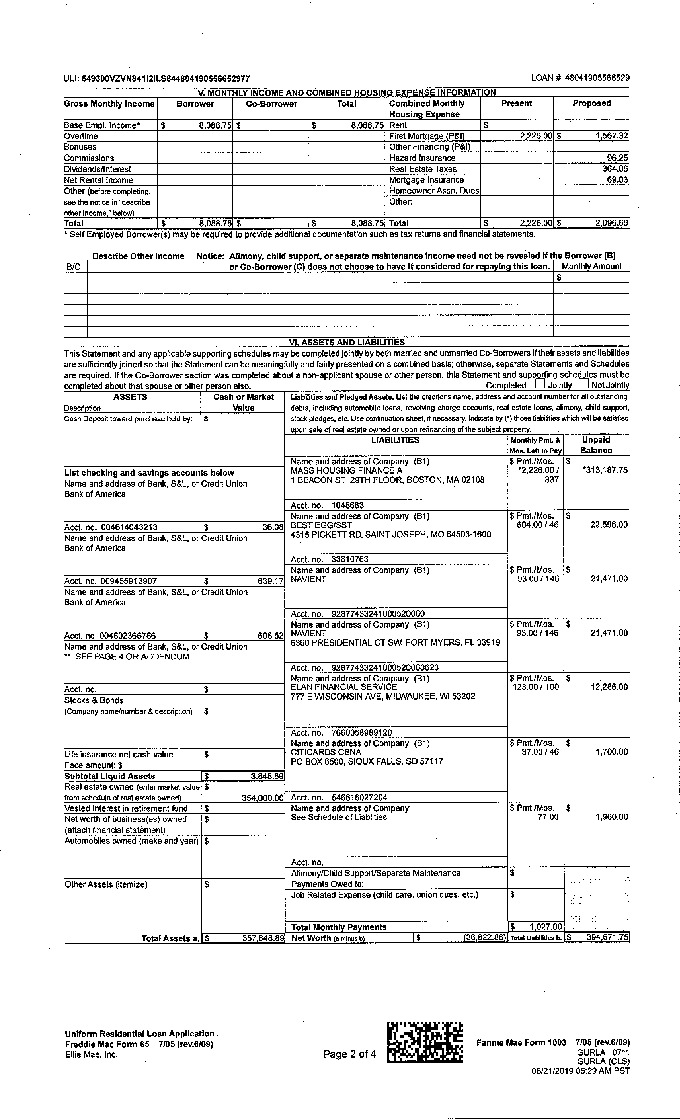 ULI: 549300VZVN841I2ILS84480419055652977 LOAN #: 48041905566529
V. MONTHLY INCOME AND COMBINED HOUSING EXPENSE INFORMATION
Gross Monthly Income Borrower Co-Borrower Total Combined Monthly Housing Expense Present Proposed
Base Empl. Income* $ 8,088.75 $ $ 8,088.75 Rent $
Overtime First Mortgage (P&I) 2,228.00 $ 1,567.32
Bonuses Other Financing (P&I)
Commissions Hazard Insurance 96.25
Dividends/Interest Real Estate Taxes 364.09
Net Rental Income Mortgage Insurance 69.03
Other (before completing, Homeowner Assn. Dues
see the notice in "describe Other:
other income," below)
Total $ 8,088.75 $ $ 8,088.75 Total $ 2,228.00 $ 2,096.69
* Self Employed Borrower(s) may be required to provide additional documentation such as tax returns and financial statements.
Describe Other Income Notice: Alimony, child support, or separate maintenance income need not be revealed if the Borrower (B)
B/C or Co-Borrower (C) does not choose to have it considered for repaying this loan. Monthly Amount
$
VI. ASSETS AND LIABILITIES
This Statement and any applicable supporting schedules may be completed jointly by both married and unmarried Co-Borrowers if their assets and liabilities
are sufficiently joined so that the Statement can be meaningfully and fairly presented on a combined basis; otherwise, separate Statements and Schedules
are required. If the Co-Borrower section was completed about a non-applicant spouse or other person, this Statement and supporting schedules must be
completed about that spouse or other person also. Completed Jointly Not Jointly
ASSETS Cash or Market Value
Description
Cash Deposit toward purchase held by: $
Liabilities and Pledged Assets. List the creditor's name, address and account number for all outstanding
debts, including automobile loans, revolving charge accounts, real estate loans, alimony, child support,
stock pledges, etc. Use continuation sheet, if necessary. Indicate by (*) those liabilities which will be satisfied
upon sale of real estate owned or upon refinancing of the subject property.
LIABILITIES Monthly Pmt. & Mos. Left to Pay Unpaid Balance
Name and address of Company (B1) $ Pmt./Mos. $
MASS HOUSING FINANCE A *2,228.00 / *313,187.75
1 BEACON ST. 29TH FLOOR, BOSTON, MA 02108 337
List checking and savings accounts below
Name and address of Bank, S&L, or Credit Union
Bank of America
Acct. no. 1048683
Name and address of Company (B1) $ Pmt./Mos. $
BEST EGG/SST 604.00 / 46 22,596.00
4315 PICKETT RD, SAINT JOSEPH, MO 64503-1600
Acct. no. 004614043213 $ 36.08
Name and address of Bank, S&L, or Credit Union
Bank of America
Acct. no. 33810763
Name and address of Company (B1) $ Pmt./Mos. $
NAVIENT 93.00 / 146 21,471.00
Acct. no. 009455913907 $ 639.17
Name and address of Bank, S&L, or Credit Union
Bank of America
Name and address of Company (B1) $ Pmt./Mos. $
NAVIENT 93.00 / 146 21,471.00
6360 PRESIDENTIAL CT SW, FORT MYERS, FL 33919
Acct. no. 004602366766 $ 606.52
Name and address of Bank, S&L, or Credit Union
** SEE PAGE 4 OR ADDENDUM
Name and address of Company (B1) $ Pmt./Mos. $
ELAN FINANCIAL SERVICE 123.00 / 100 12,286.00
777 E WISCONSIN AVE, MILWAUKEE, WI 53202
Acct. no. $
Stocks & Bonds
(Company name/number & description) $
Acct. no. 7660368989120
Name and address of Company (B1) $ Pmt./Mos. $
CITICARDS CBNA 37.00 / 46 1,700.00
PO BOX 6500, SIOUX FALLS, SD 57117
Life insurance net cash value $
Face amount: $
Subtotal Liquid Assets $ 3,848.89
Real estate owned (enter market value $
from schedule of real estate owned) 354,000.00
Acct. no. 546616027204
Vested interest in retirement fund $
Name and address of Company $ Pmt./Mos. $
See Schedule of Liabilities 77.00 1,960.00
Net worth of business(es) owned $
(attach financial statement)
Automobiles owned (make and year) $
Acct. no.
Alimony/Child Support/Separate Maintenance $
Payments Owed to:
Other Assets (itemize) $
Job Related Expense (child care, union dues, etc.) $
Total Monthly Payments $ 1,027.00
Total Assets a. $ 357,848.89 Net Worth (a minus b) $ (36,822.86) Total Liabilities b. $ 394,671.75
Uniform Residential Loan Application
Freddie Mac Form 65 7/05 (rev.6/09) Fannie Mae Form 1003 7/05 (rev.6/09)
Ellie Mae, Inc. Page 2 of 4 GURLA
GURLA (CLS)
06/21/2019 05:29 AM PST